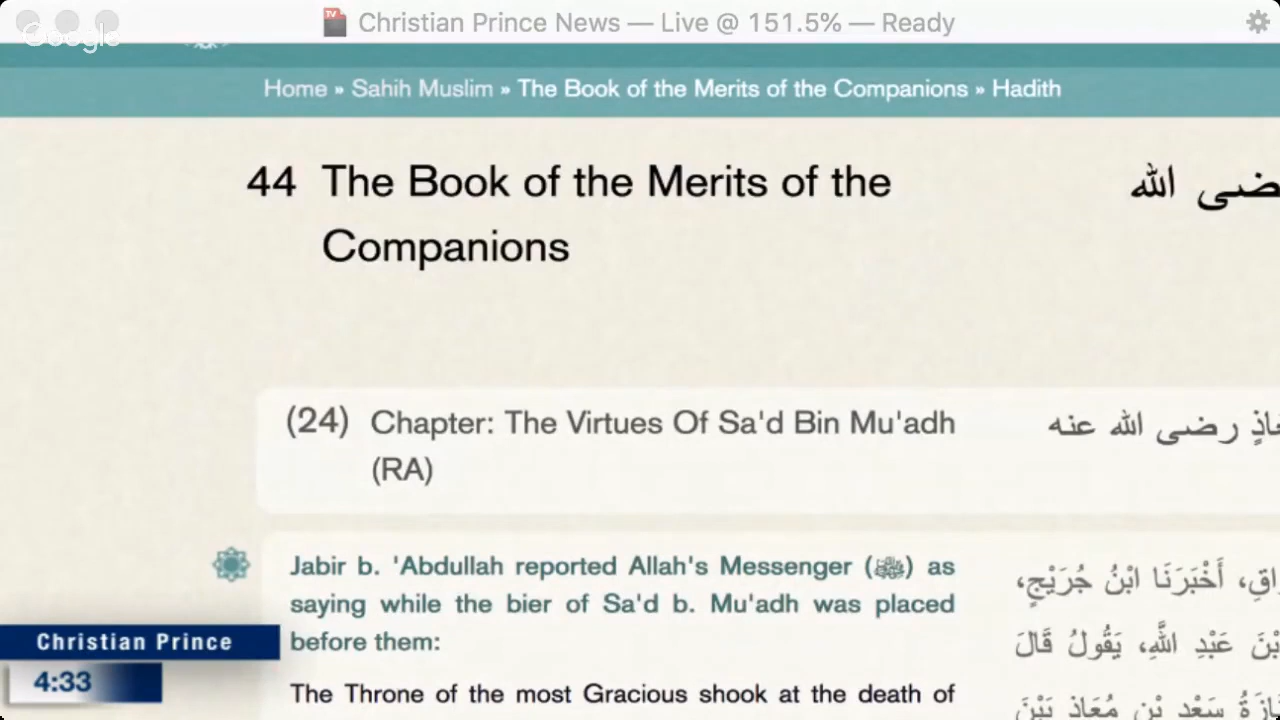 Google
Christian Prince News — Live @ 151.5% — Ready
Home » Sahih Muslim » The Book of the Merits of the Companions » Hadith
44 The Book of the Merits of the
Companions
ضى الله
(24) Chapter: The Virtues Of Sa'd Bin Mu'adh
(RA)
رضى الله عنه
Jabir b. 'Abdullah reported Allah's Messenger (ﷺ) as
saying while the bier of Sa'd b. Mu'adh was placed
before them:
The Throne of the most Gracious shook at the death of
أَخْبَرَنَا ابْنُ جُرَيْجٍ،
عَبْدِ اللَّهِ، يَقُولُ قَالَ
سَعْدِ بْنِ مُعَاذٍ بَيْنَ
Christian Prince
4:33